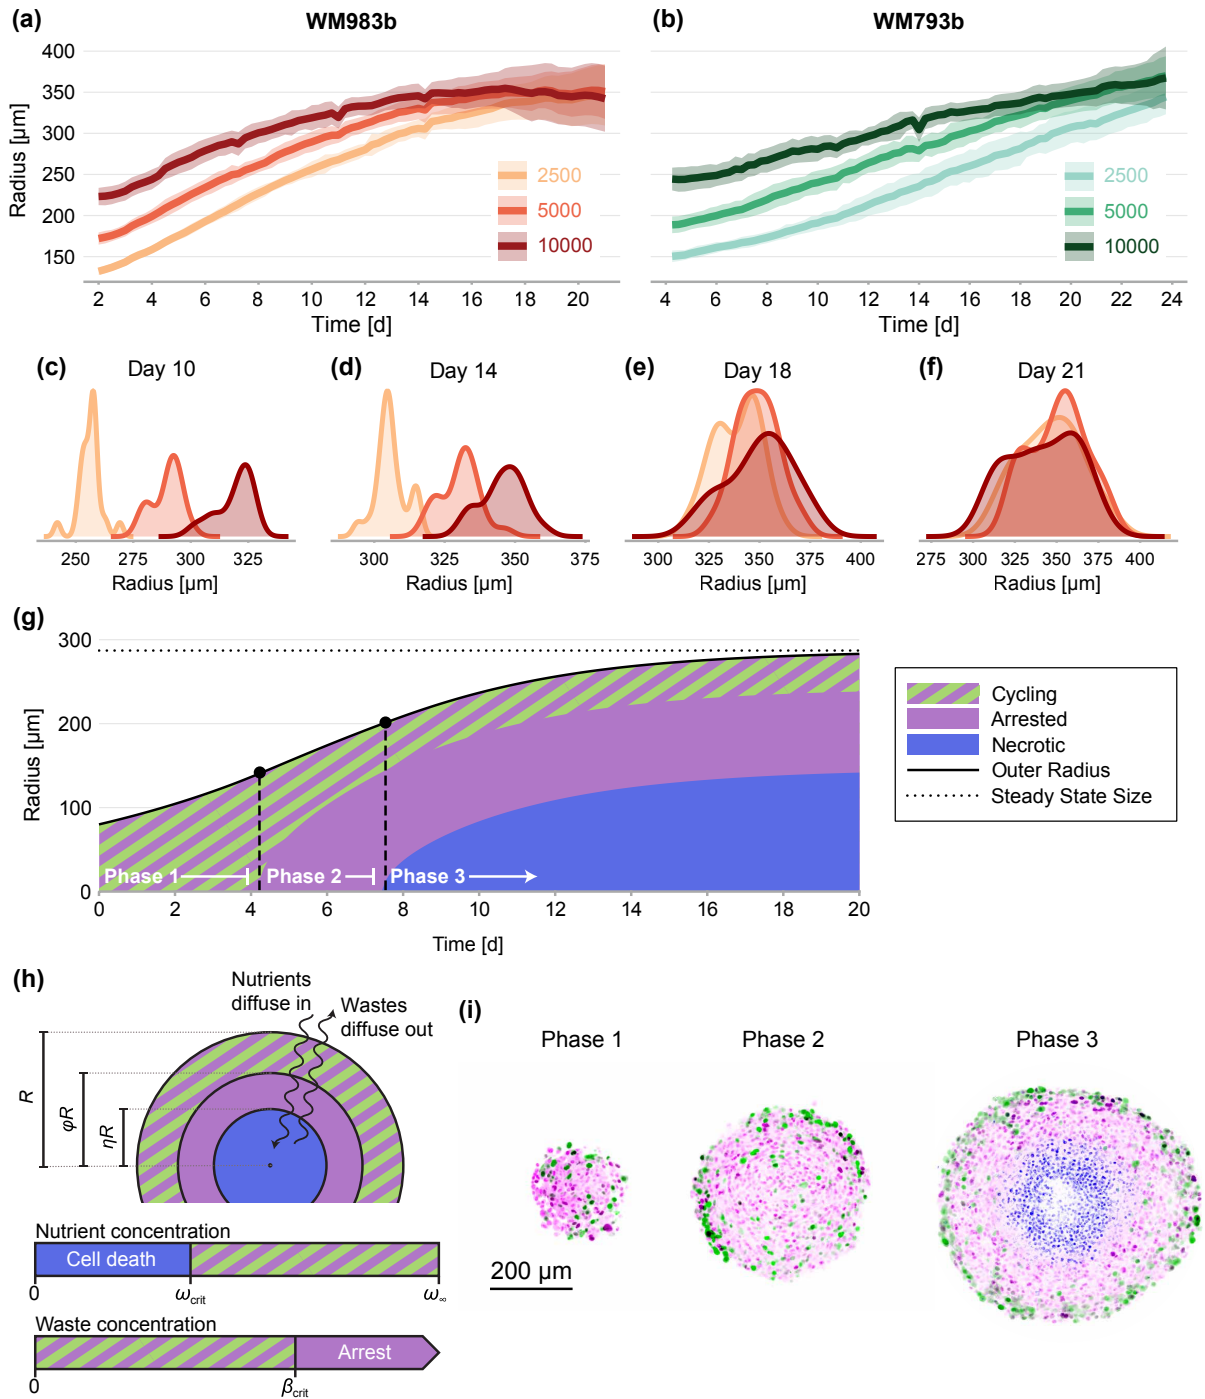 (a)
WM983b
(b)
WM793b
Radius [µm]
400
350
300
250
200
150
2500
5000
10000
2 4 6 8 10 12 14 16 18 20
Time [d]
2500
5000
10000
4 6 8 10 12 14 16 18 20 22 24
Time [d]
(c)
Day 10
250 275 300 325
Radius [µm]
(d)
Day 14
300 325 350 375
Radius [µm]
(e)
Day 18
300 325 350 375 400
Radius [µm]
(f)
Day 21
275 300 325 350 375 400
Radius [µm]
(g)
Radius [µm]
300
200
100
0
Phase 1
Phase 2
Phase 3
0 2 4 6 8 10 12 14 16 18 20
Time [d]
Cycling
Arrested
Necrotic
Outer Radius
Steady State Size
(h)
Nutrients
diffuse in
Wastes
diffuse out
R
φR
ηR
Nutrient concentration
Cell death
0 ω_crit ω_∞
Waste concentration
Arrest
0 β_crit
(i)
Phase 1
Phase 2
Phase 3
200 µm